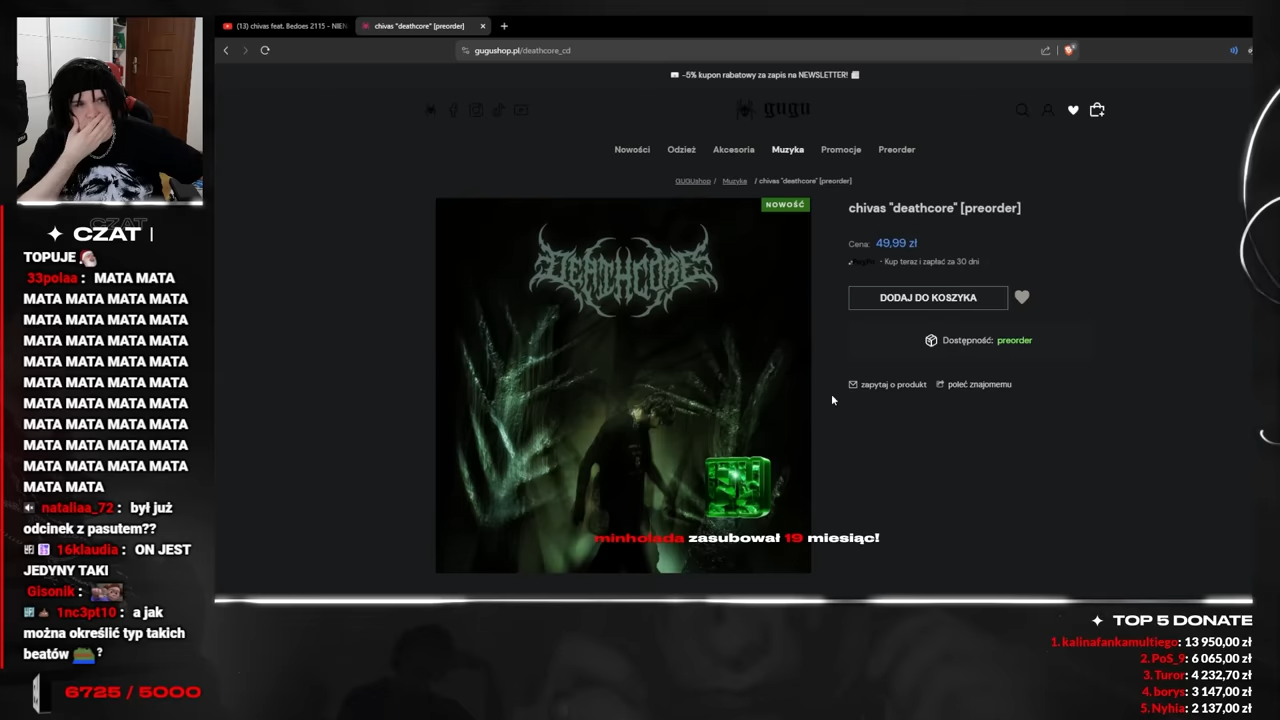 (13) chivas feat. Bedoes 2115 - NIEN
chivas "deathcore" [preorder]
gugushop.pl/deathcore_cd
-5% kupon rabatowy za zapis na NEWSLETTER!
gugu
Nowości Odzież Akcesoria Muzyka Promocje Preorder
GUGUshop / Muzyka / chivas "deathcore" [preorder]
NOWOŚĆ
DEATHCORE
chivas "deathcore" [preorder]
Cena: 49,99 zł
- Kup teraz i zapłać za 30 dni
DODAJ DO KOSZYKA
Dostępność: preorder
zapytaj o produkt poleć znajomemu
minholada zasubował 19 miesiąc!
CZAT
CZAT |
TOPUJE
33polaa : MATA MATA
MATA MATA MATA MATA
MATA MATA MATA MATA
MATA MATA MATA MATA
MATA MATA MATA MATA
MATA MATA MATA MATA
MATA MATA MATA MATA
MATA MATA MATA MATA
MATA MATA MATA MATA
MATA MATA MATA MATA
MATA MATA
nataliaa_72 : był już
odcinek z pasutem??
16klaudia : ON JEST
JEDYNY TAKI
Gisonik :
1nc3pt10 : a jak
można określić typ takich
beatów ?
6725 / 5000
TOP 5 DONATE
1. kalinafankamultiego: 13 950,00 zł
2. PoS_9: 6 065,00 zł
3. Turor: 4 232,70 zł
4. borys: 3 147,00 zł
5. Nyhia: 2 137,00 zł